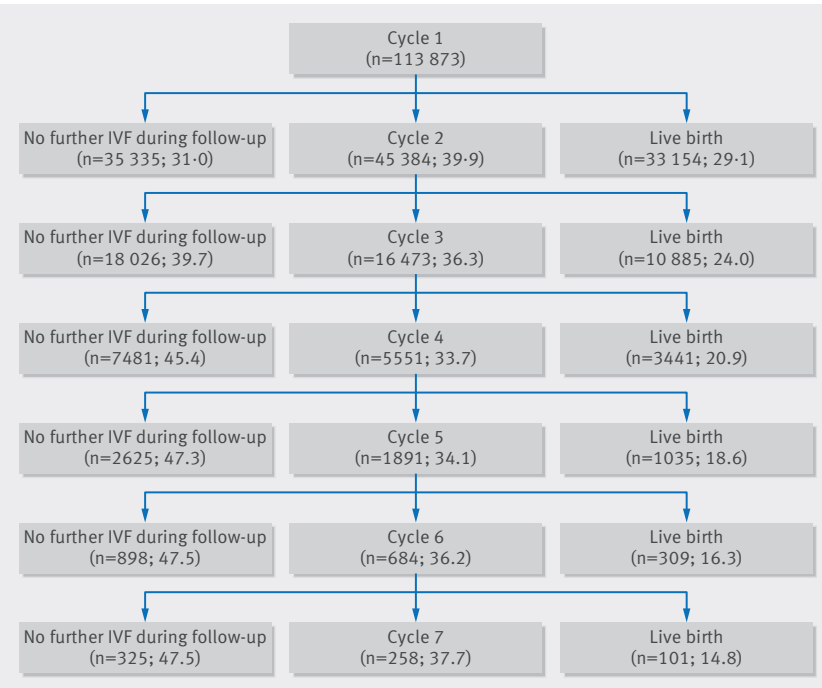 Cycle 1
(n=113 873)
No further IVF during follow-up
(n=35 335; 31·0)
Cycle 2
(n=45 384; 39·9)
Live birth
(n=33 154; 29·1)
No further IVF during follow-up
(n=18 026; 39.7)
Cycle 3
(n=16 473; 36.3)
Live birth
(n=10 885; 24.0)
No further IVF during follow-up
(n=7481; 45.4)
Cycle 4
(n=5551; 33.7)
Live birth
(n=3441; 20.9)
No further IVF during follow-up
(n=2625; 47.3)
Cycle 5
(n=1891; 34.1)
Live birth
(n=1035; 18.6)
No further IVF during follow-up
(n=898; 47.5)
Cycle 6
(n=684; 36.2)
Live birth
(n=309; 16.3)
No further IVF during follow-up
(n=325; 47.5)
Cycle 7
(n=258; 37.7)
Live birth
(n=101; 14.8)